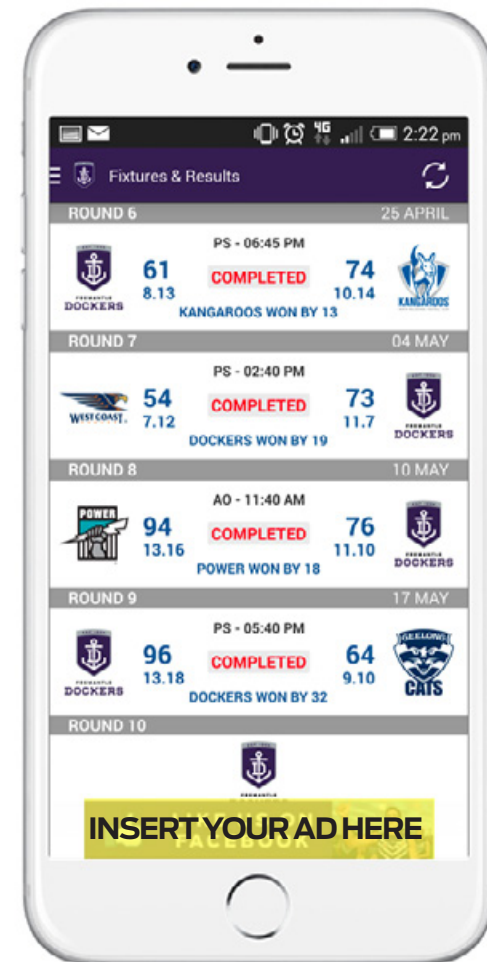 4G 2:22 pm
Fixtures & Results
ROUND 6 25 APRIL
PS - 06:45 PM
61 COMPLETED 74
8.13 10.14
DOCKERS KANGAROOS
KANGAROOS WON BY 13
ROUND 7 04 MAY
PS - 02:40 PM
54 COMPLETED 73
WEST COAST 7.12 11.7
DOCKERS
DOCKERS WON BY 19
ROUND 8 10 MAY
AO - 11:40 AM
POWER
94 COMPLETED 76
13.16 11.10
DOCKERS
POWER WON BY 18
ROUND 9 17 MAY
PS - 05:40 PM
GEELONG
96 COMPLETED 64
13.18 9.10
DOCKERS CATS
DOCKERS WON BY 32
ROUND 10
INSERT YOUR AD HERE
FACEBOOK